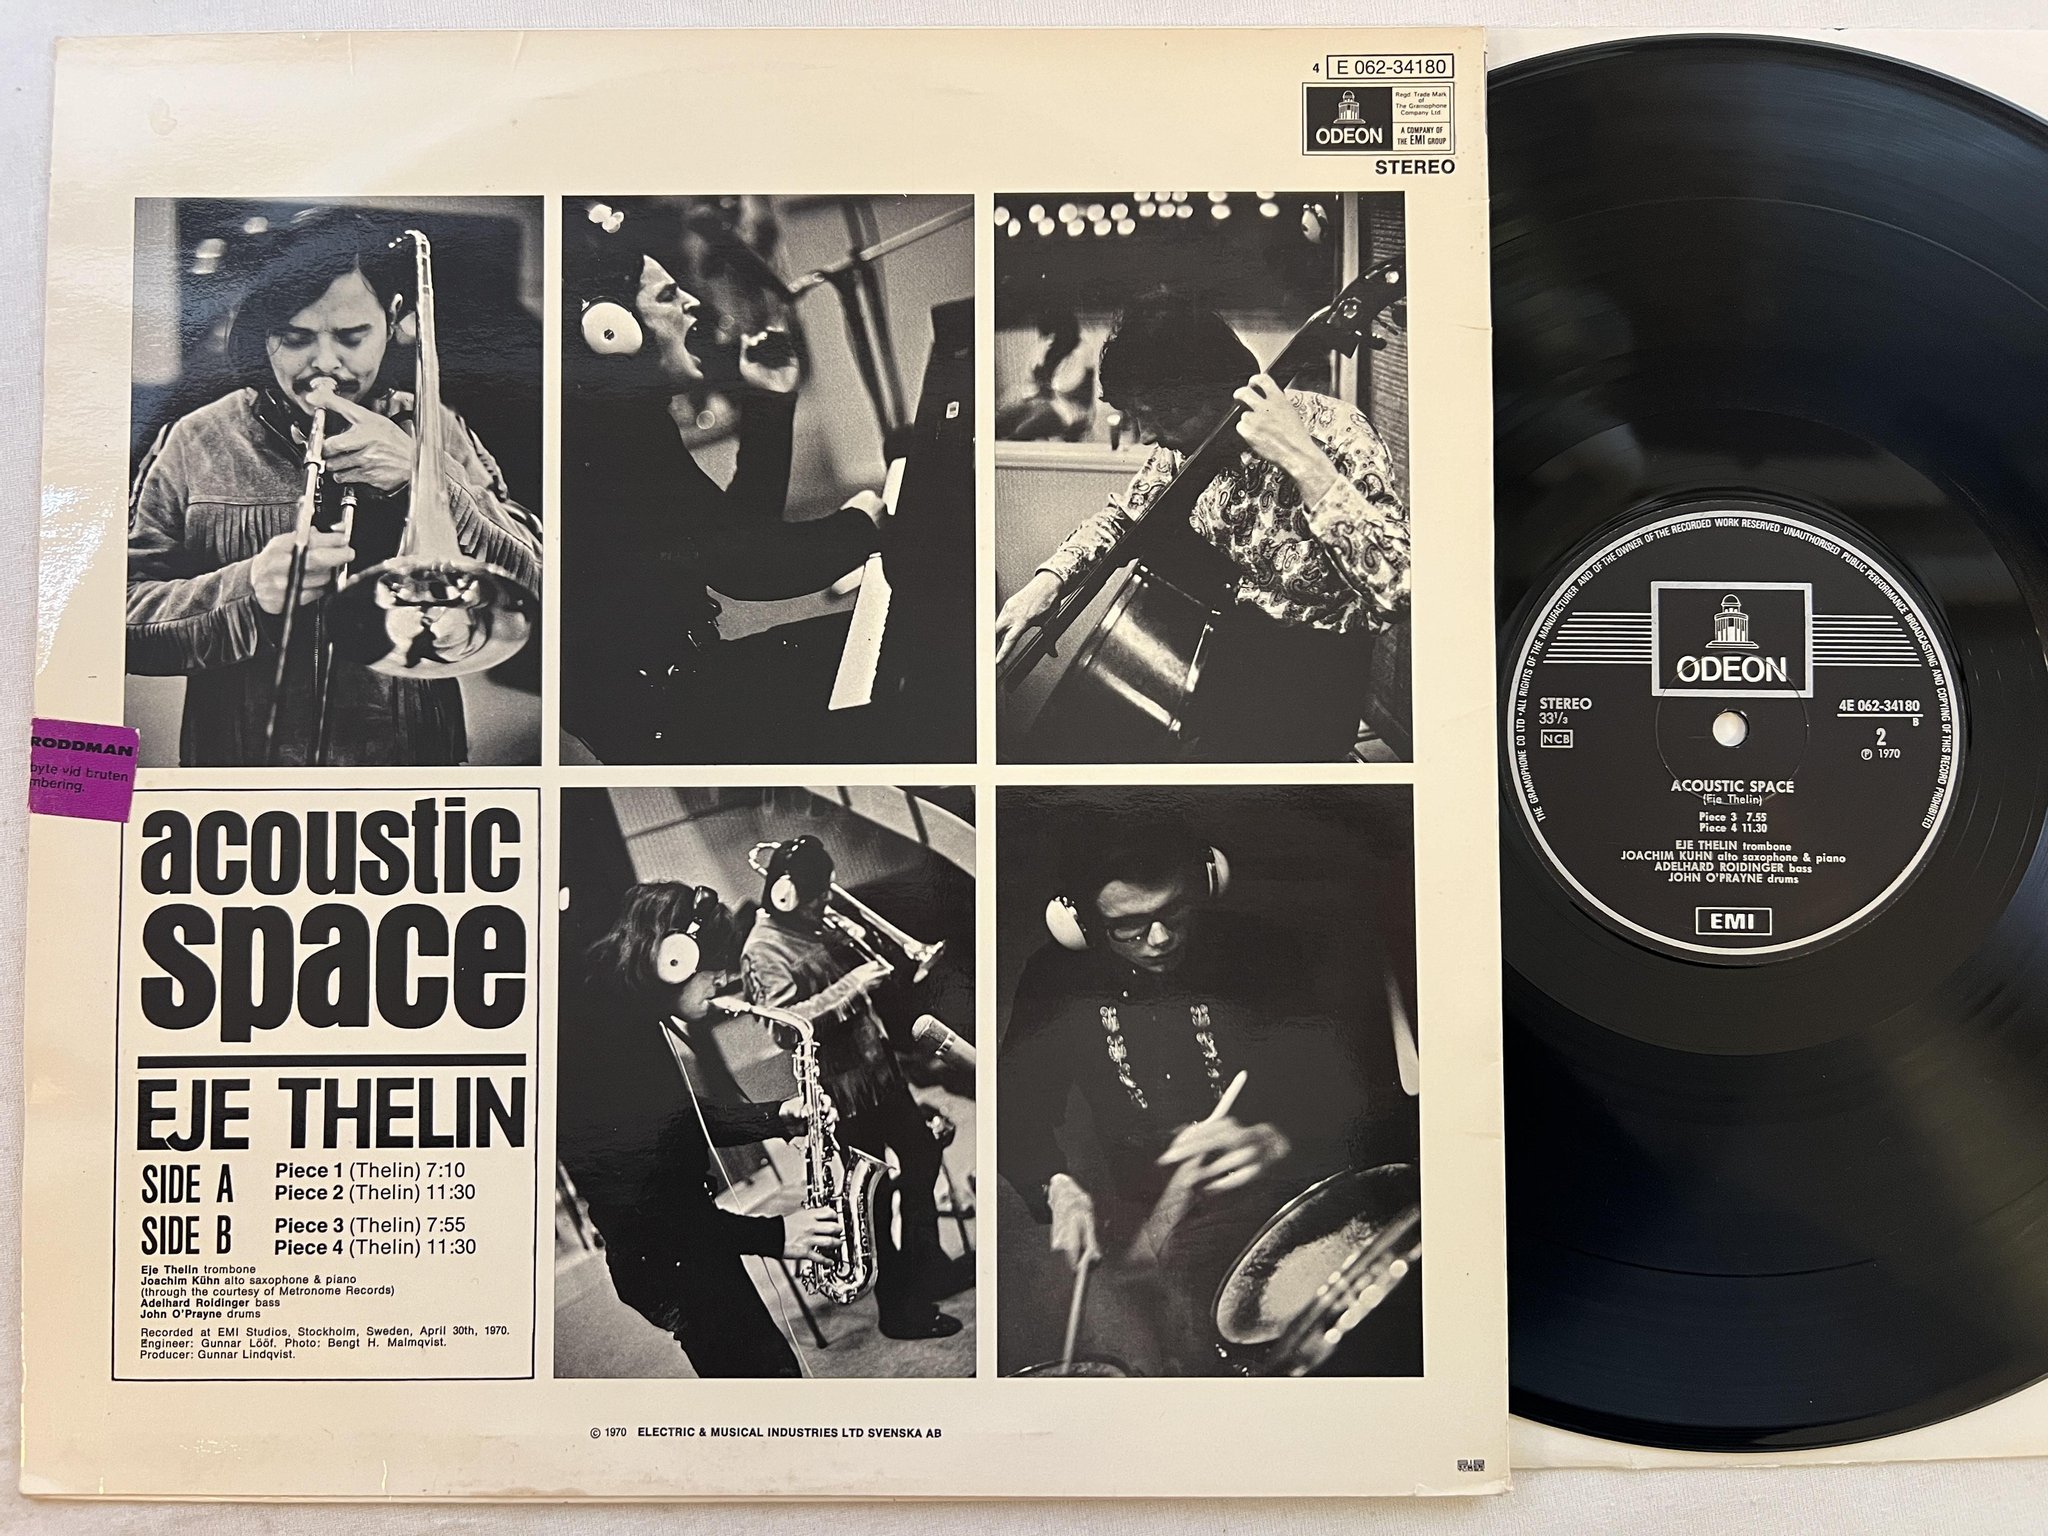 4 E 062-34180
ODEON
Regd. Trade Mark
of
The Gramophone
Company Ltd.
A COMPANY OF
THE EMI GROUP
STEREO
RODDMAN
byte vid bruten
mbering.
acoustic
space
EJE THELIN
SIDE A
Piece 1 (Thelin) 7:10
Piece 2 (Thelin) 11:30
SIDE B
Piece 3 (Thelin) 7:55
Piece 4 (Thelin) 11:30
Eje Thelin trombone
Joachim Kühn alto saxophone & piano
(through the courtesy of Metronome Records)
Adelhard Roidinger bass
John O'Prayne drums
Recorded at EMI Studios, Stockholm, Sweden, April 30th, 1970.
Engineer: Gunnar Lööf. Photo: Bengt H. Malmqvist.
Producer: Gunnar Lindqvist.
© 1970 ELECTRIC & MUSICAL INDUSTRIES LTD SVENSKA AB
THE GRAMOPHONE CO LTD · ALL RIGHTS OF THE MANUFACTURER AND OF THE OWNER OF THE RECORDED WORK RESERVED · UNAUTHORISED PUBLIC PERFORMANCE BROADCASTING AND COPYING OF THIS RECORD PROHIBITED
ODEON
STEREO
33⅓
NCB
4E 062-34180
B
2
℗ 1970
ACOUSTIC SPACE
(Eje Thelin)
Piece 3 7.55
Piece 4 11.30
EJE THELIN trombone
JOACHIM KUHN alto saxophone & piano
ADELHARD ROIDINGER bass
JOHN O'PRAYNE drums
EMI